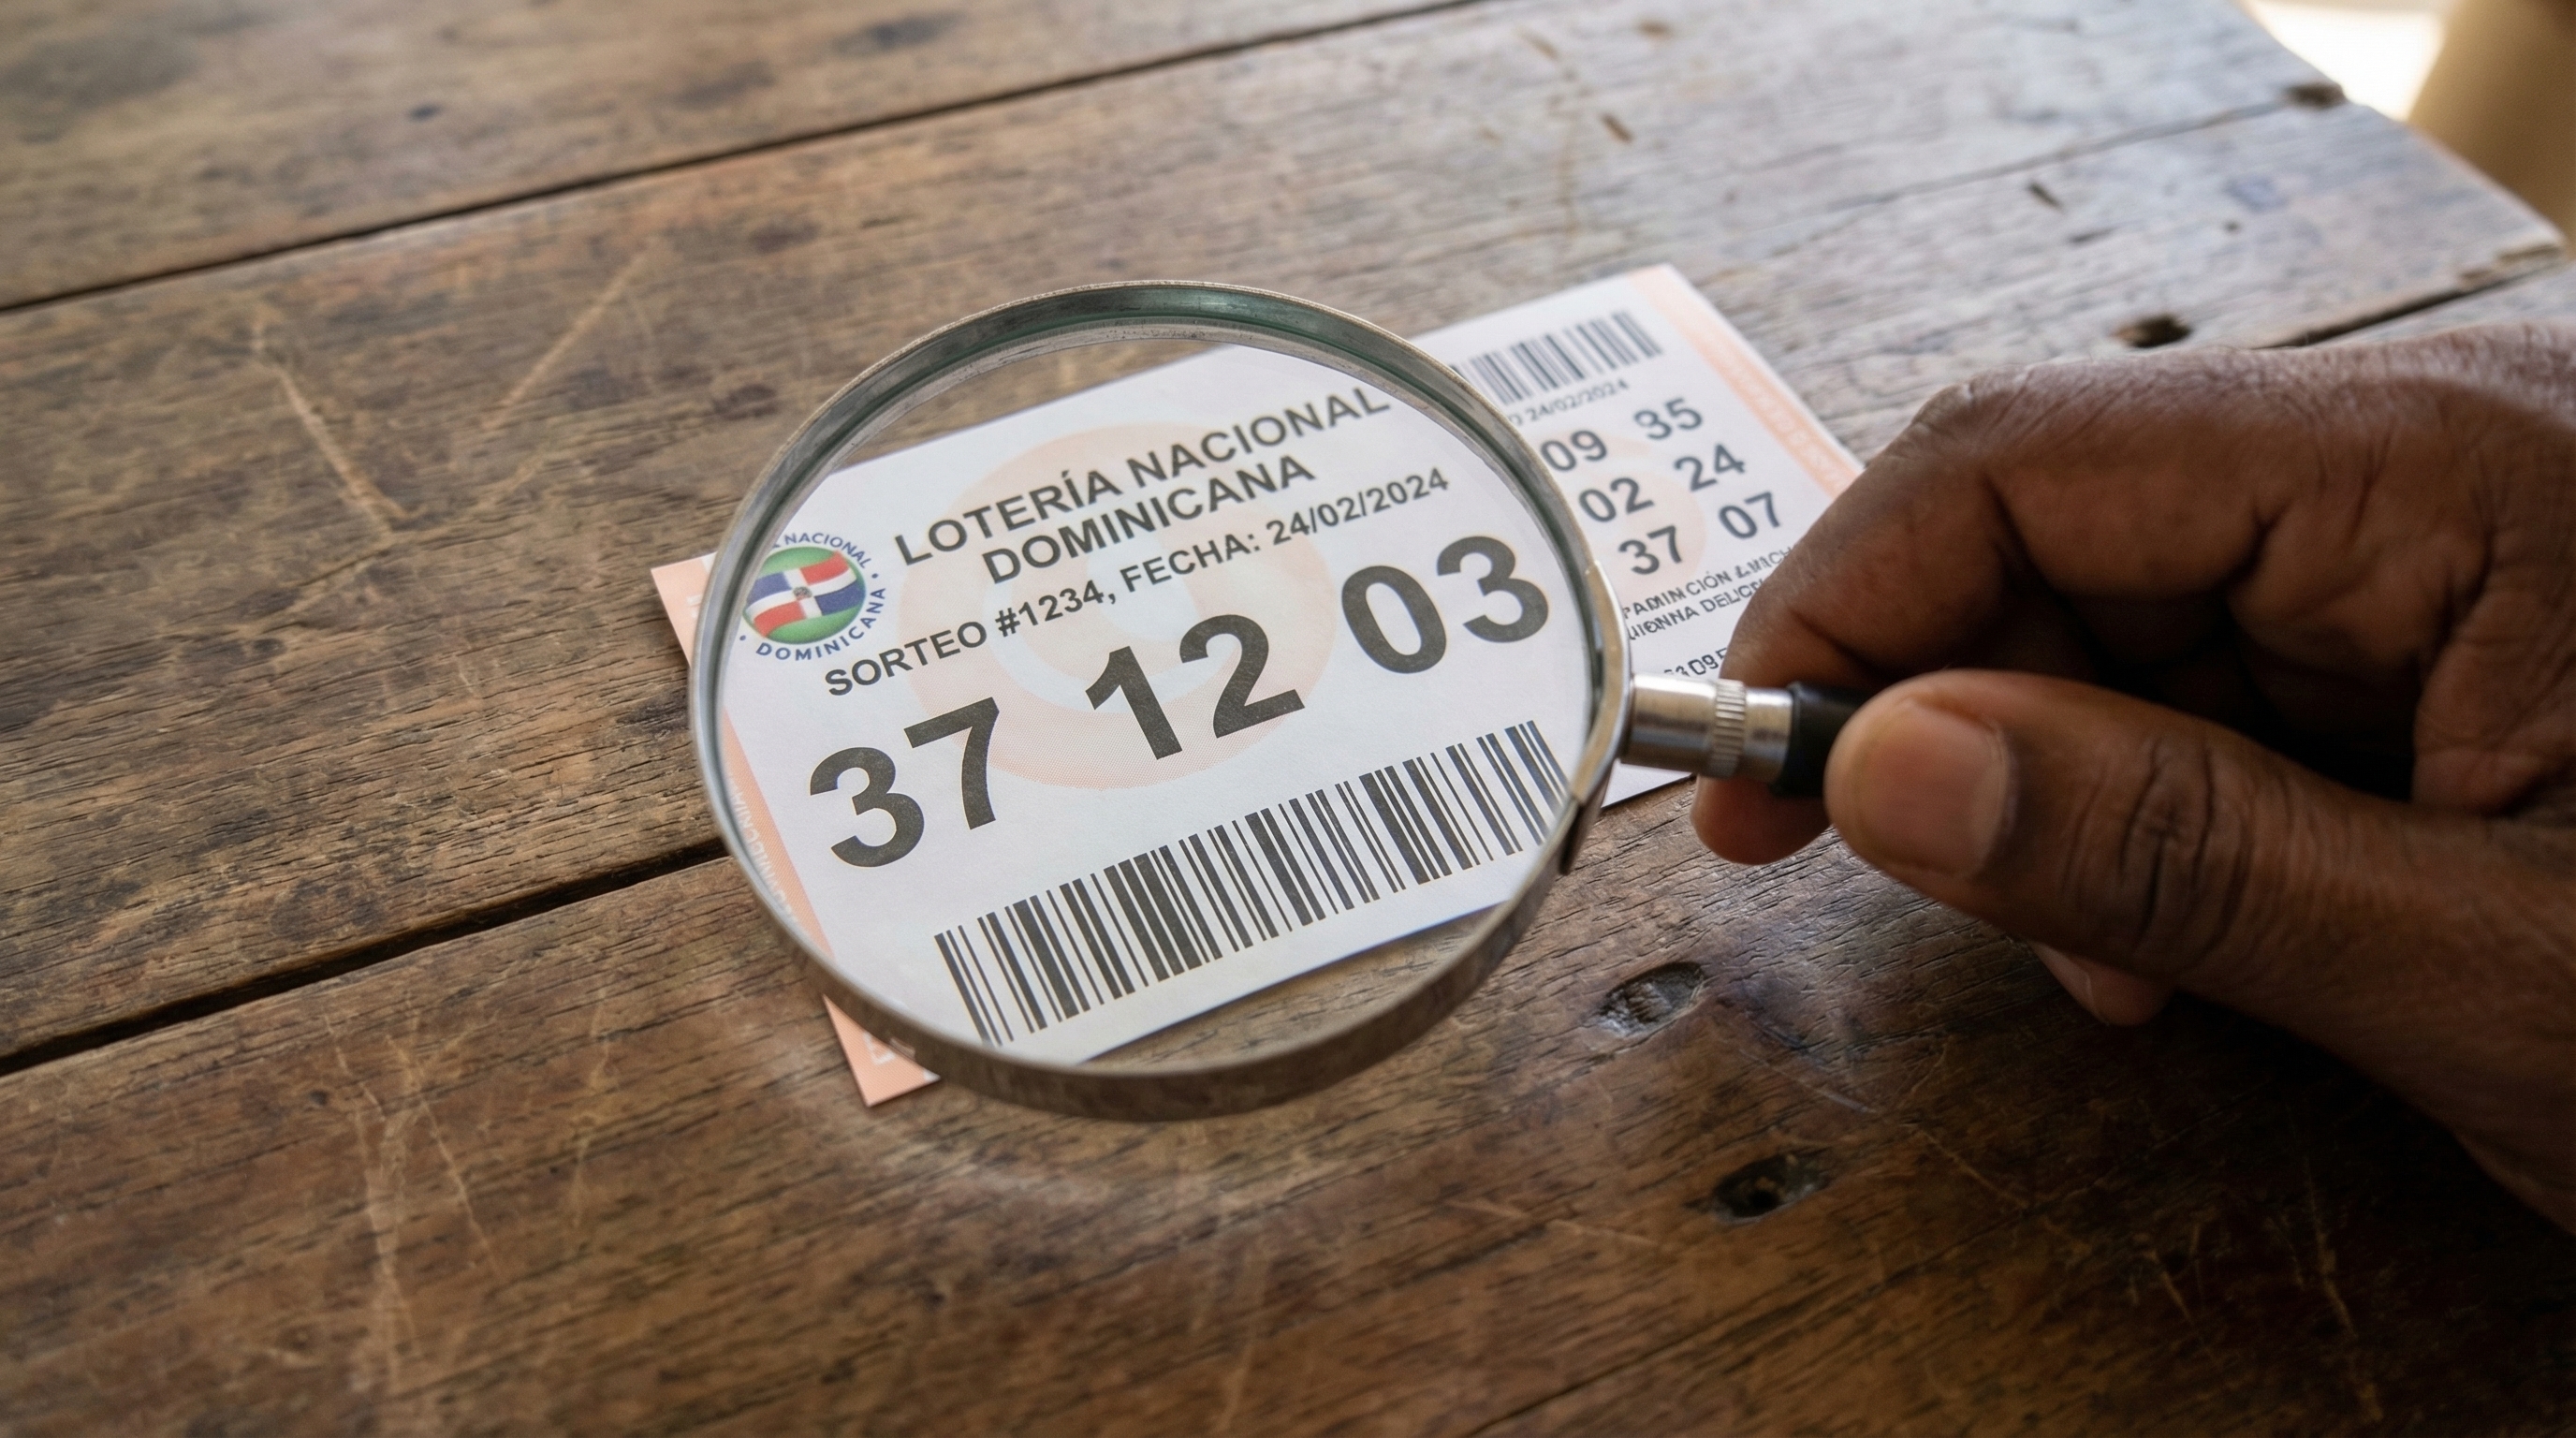 LOTERÍA NACIONAL
DOMINICANA
SORTEO #1234, FECHA: 24/02/2024
NACIONAL
• DOMINICANA •
37 12 03
24/02/2024
09 35
02 24
37 07